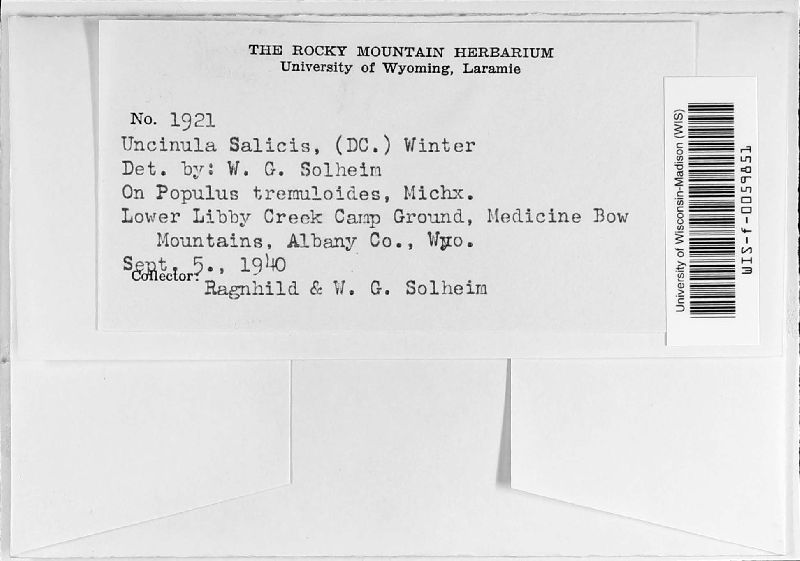 THE ROCKY MOUNTAIN HERBARIUM
University of Wyoming, Laramie
No. 1921
Uncinula Salicis, (DC.) Winter
Det. by: W. G. Solheim
On Populus tremuloides, Michx.
Lower Libby Creek Camp Ground, Medicine Bow
Mountains, Albany Co., Wyo.
Sept. 5., 1940
Collector:
Ragnhild & W. G. Solheim
University of Wisconsin-Madison (WIS)
WIS-f-0059851